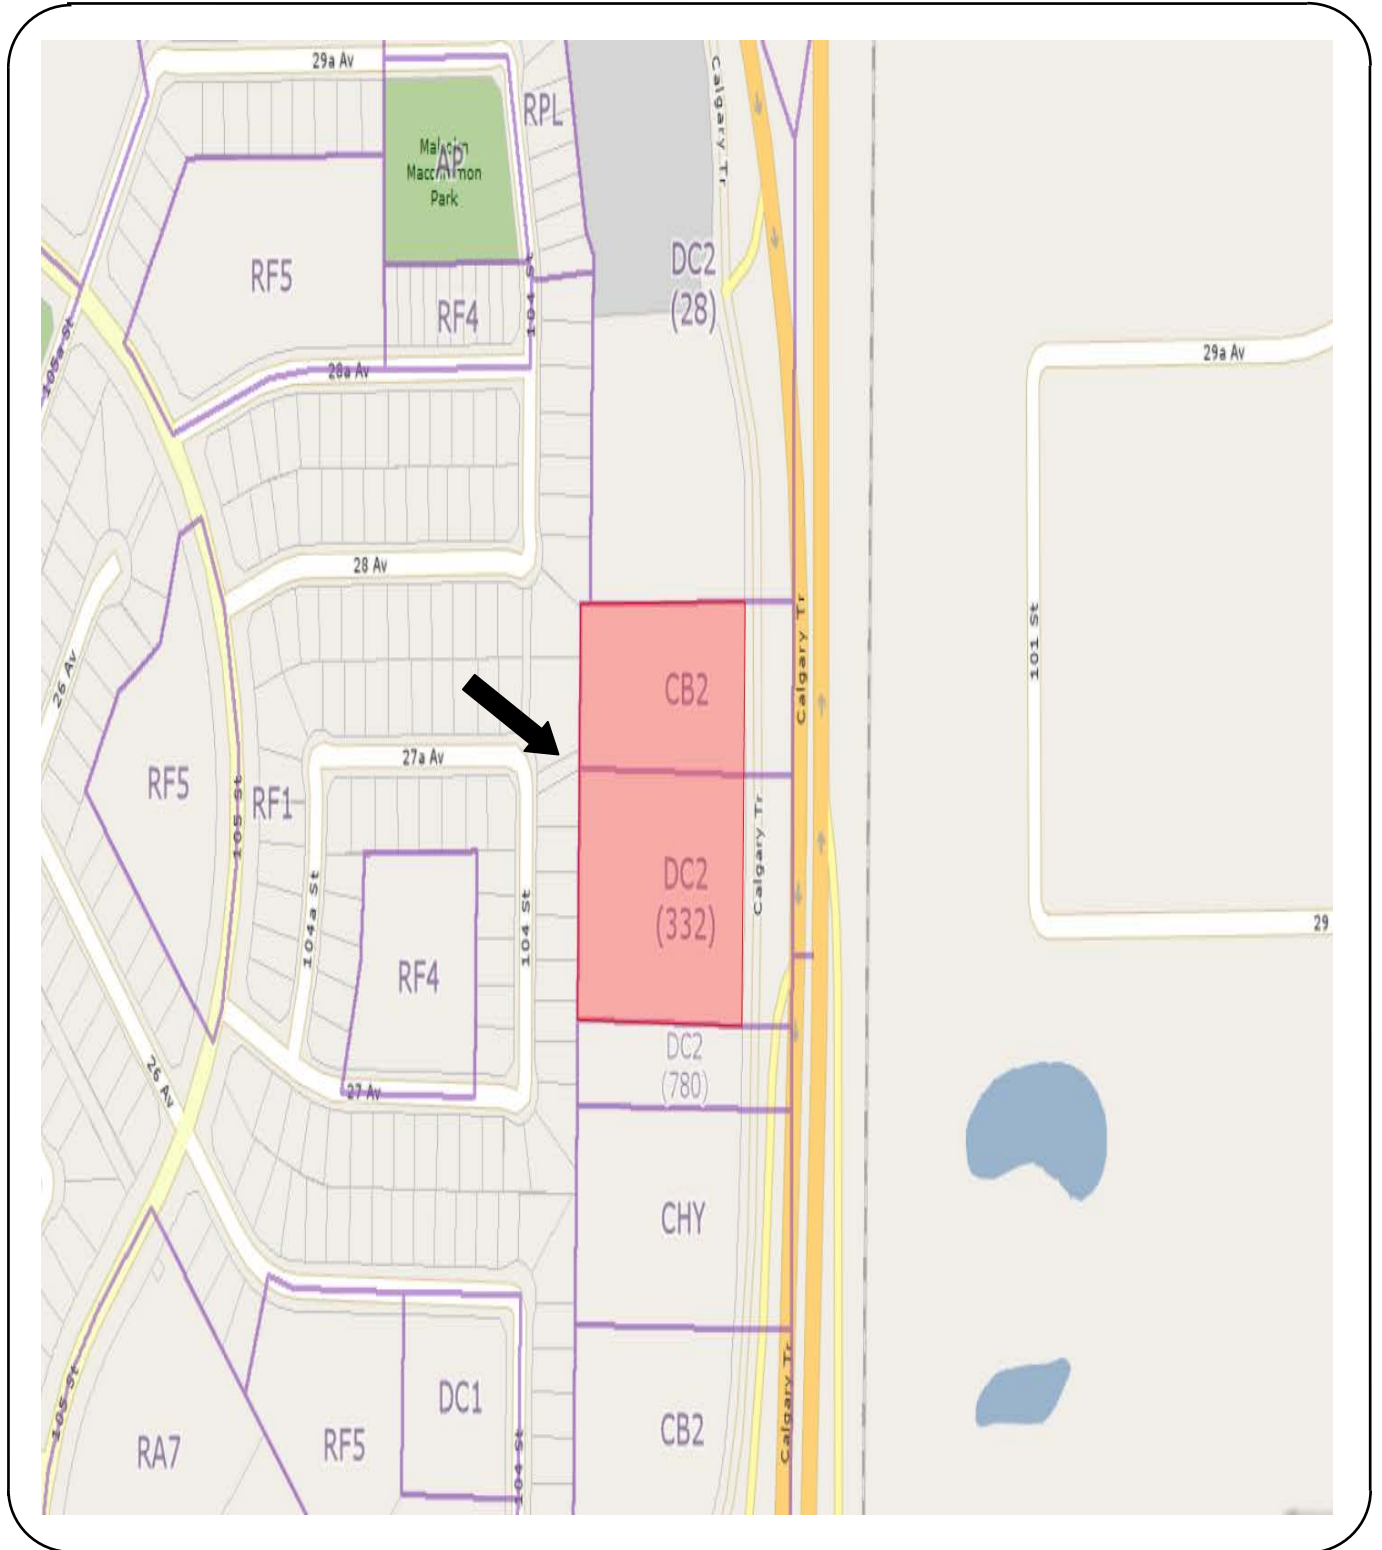 29a Av
RPL
Calgary Tr
Malcolm
AP
Park
RF5
DC2
(28)
RF4
104 St
29a Av
105a St
28a Av
28 Av
101 St
Calgary Tr
26 Av
CB2
27a Av
RF5
RF1
105 St
Calgary Tr
DC2
(332)
104a St
104 St
29
RF4
DC2
(780)
26 Av
27 Av
CHY
105 St
DC1
CB2
Calgary Tr
RA7
RF5
104 St